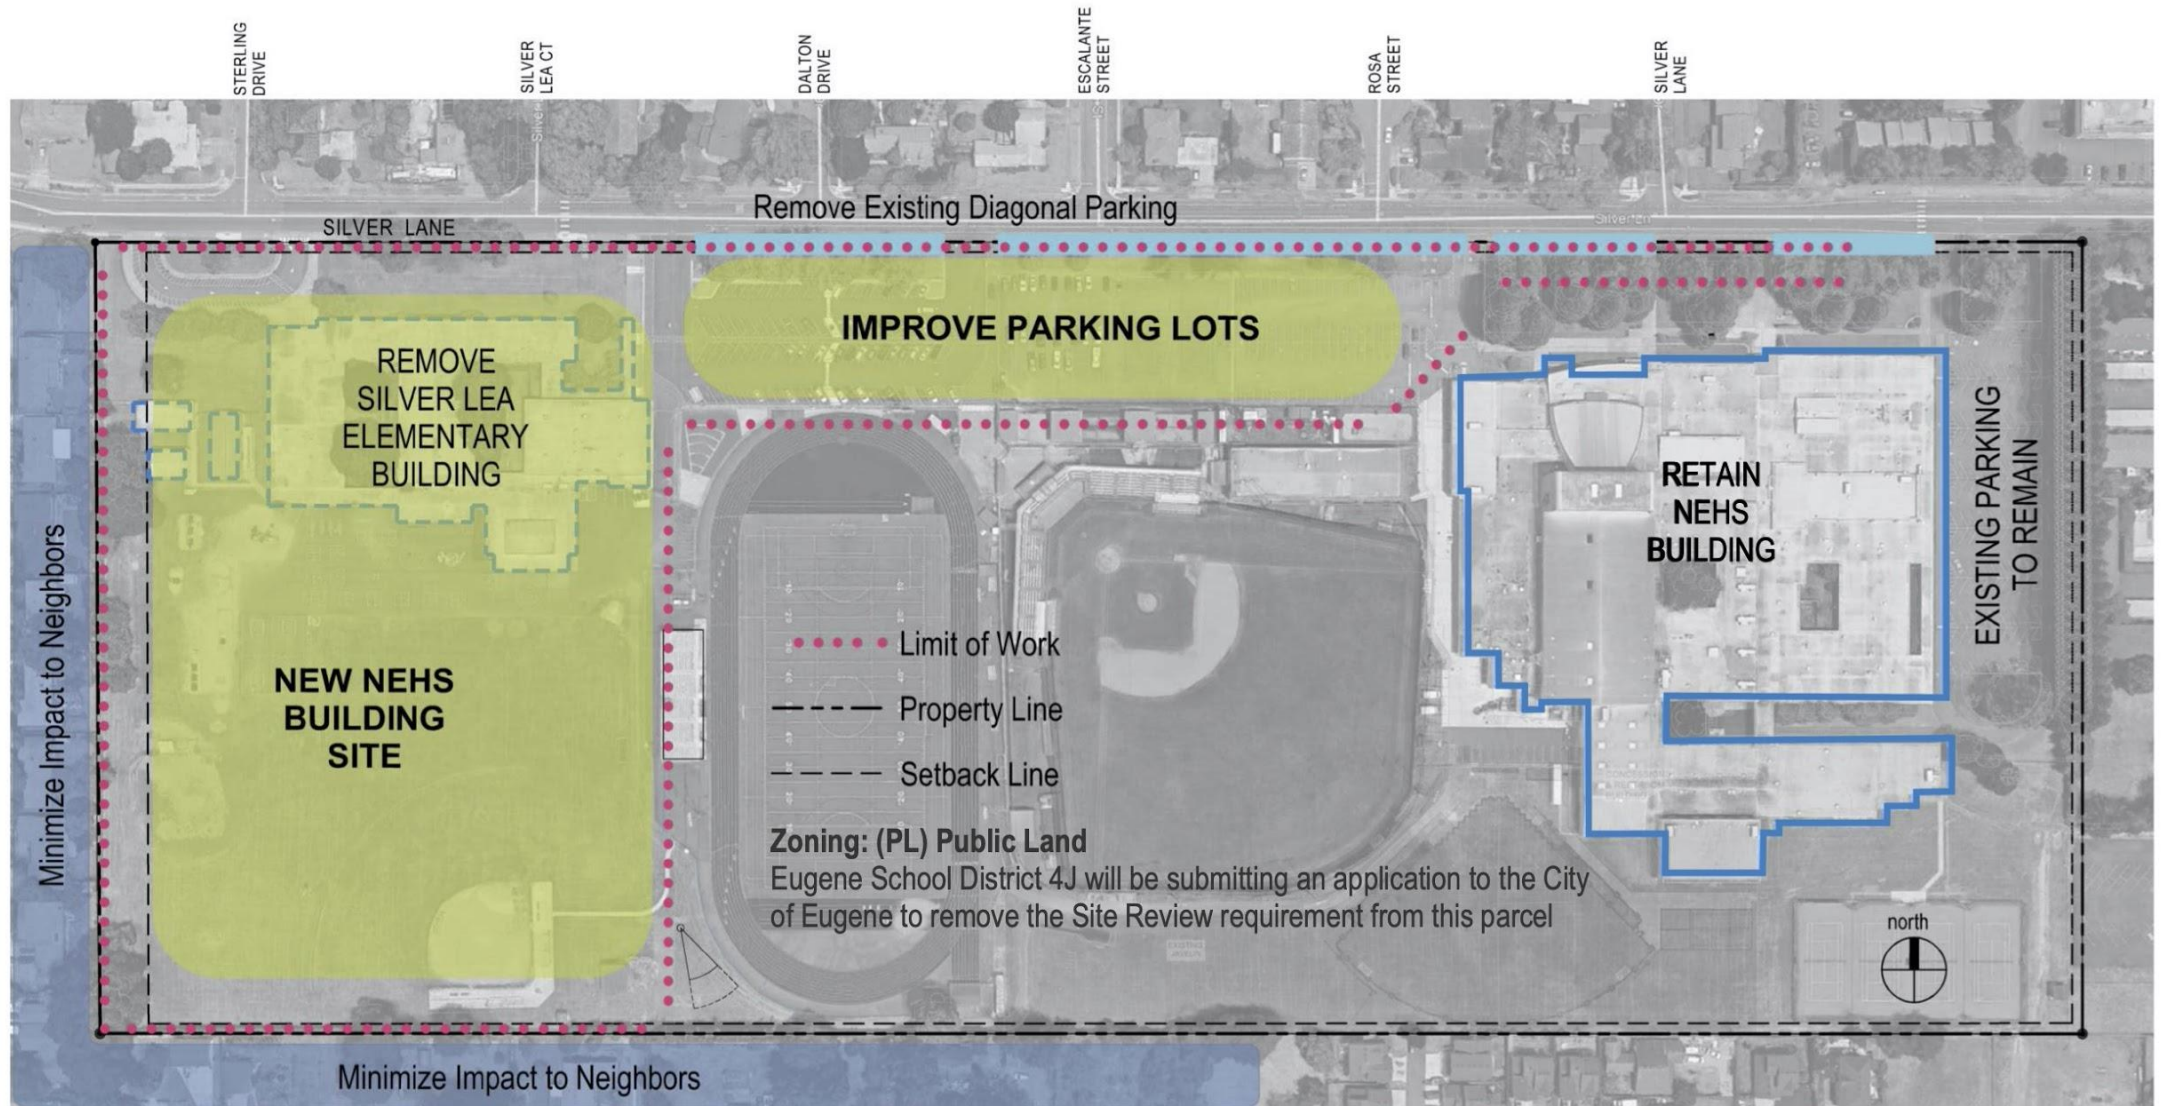 STERLING
DRIVE
SILVER
LEA CT
DALTON
DRIVE
ESCALANTE
STREET
ROSA
STREET
SILVER
LANE
Remove Existing Diagonal Parking
SILVER LANE
Silver Ln
IMPROVE PARKING LOTS
REMOVE
SILVER LEA
ELEMENTARY
BUILDING
RETAIN
NEHS
BUILDING
EXISTING PARKING
TO REMAIN
Minimize Impact to Neighbors
NEW NEHS
BUILDING
SITE
Limit of Work
Property Line
Setback Line
Zoning: (PL) Public Land
Eugene School District 4J will be submitting an application to the City
of Eugene to remove the Site Review requirement from this parcel
north
Minimize Impact to Neighbors